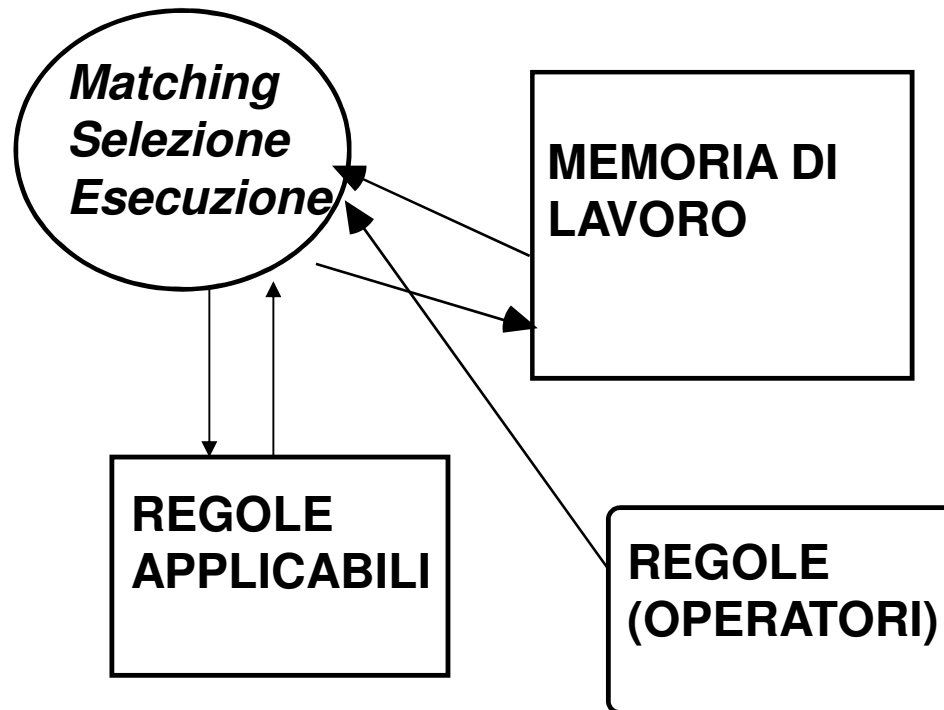 Matching
Selezione
Esecuzione
MEMORIA DI
LAVORO
REGOLE
APPLICABILI
REGOLE
(OPERATORI)